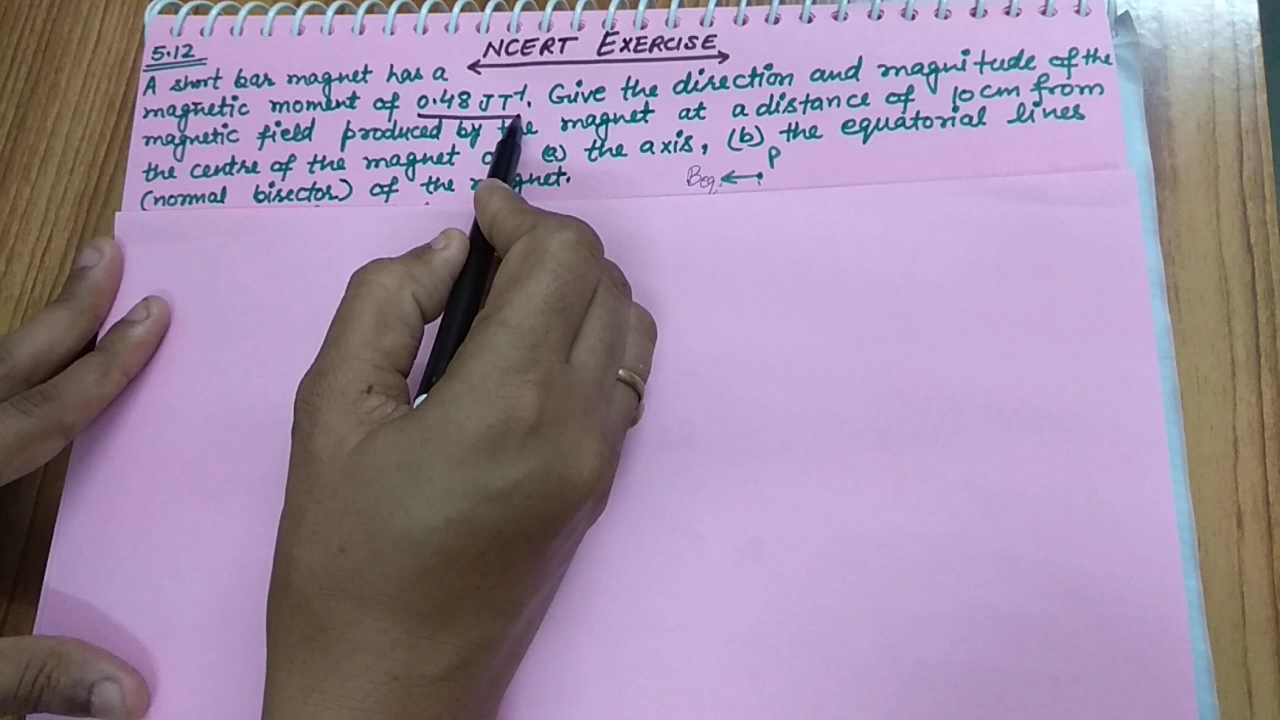 NCERT EXERCISE
5.12
A short bar magnet has a
magnetic moment of 0.48 JT⁻¹. Give the direction and magnitude of the
magnetic field produced by the magnet at a distance of 10 cm from
the centre of the magnet (a) the axis, (b) the equatorial lines
(normal bisector) of the magnet.
P
Beq.